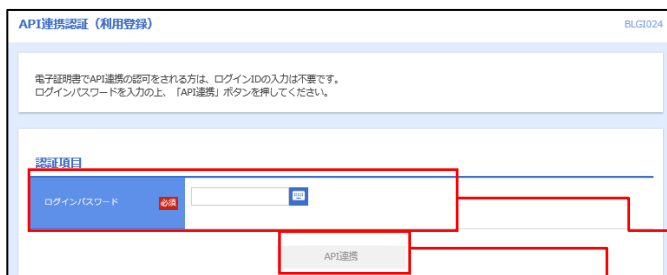 API連携認証（利用登録）
BLGI024
電子証明書でAPI連携の認可をされる方は、ログインIDの入力は不要です。
ログインパスワードを入力の上、「API連携」ボタンを押してください。
認証項目
ログインパスワード 必須
API連携